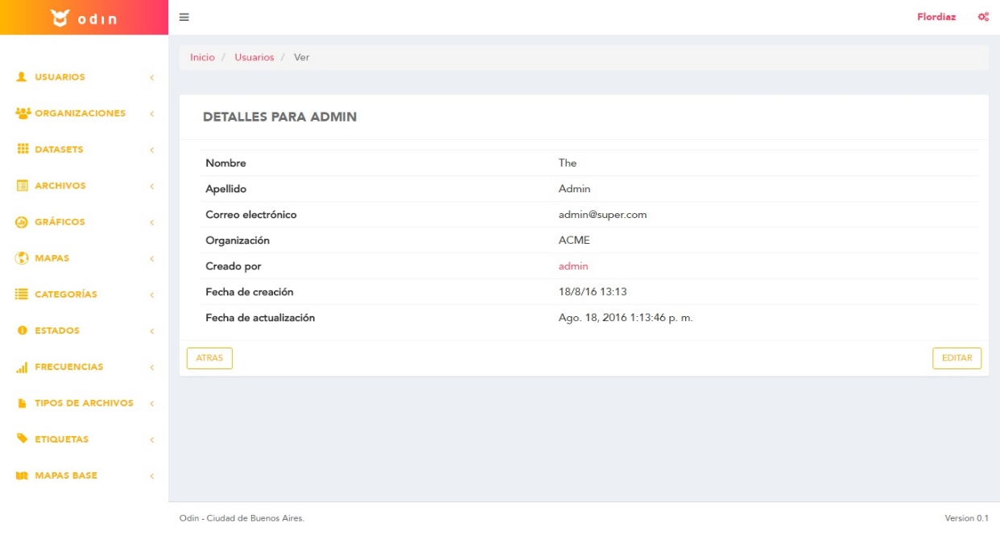 odin
Flordiaz
Inicio / Usuarios / Ver
USUARIOS
ORGANIZACIONES
DATASETS
ARCHIVOS
GRÁFICOS
MAPAS
CATEGORÍAS
ESTADOS
FRECUENCIAS
TIPOS DE ARCHIVOS
ETIQUETAS
MAPAS BASE
DETALLES PARA ADMIN
Nombre The
Apellido Admin
Correo electrónico admin@super.com
Organización ACME
Creado por admin
Fecha de creación 18/8/16 13:13
Fecha de actualización Ago. 18, 2016 1:13:46 p. m.
ATRAS EDITAR
Odin - Ciudad de Buenos Aires. Version 0.1